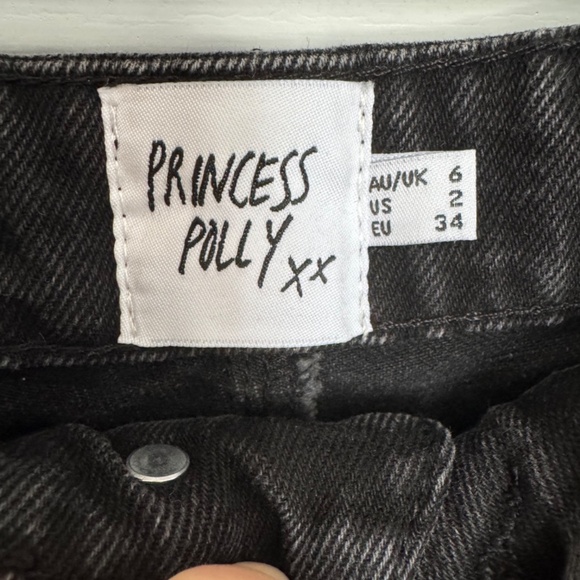 PRINCESS
POLLY xx
AU/UK 6
US 2
EU 34